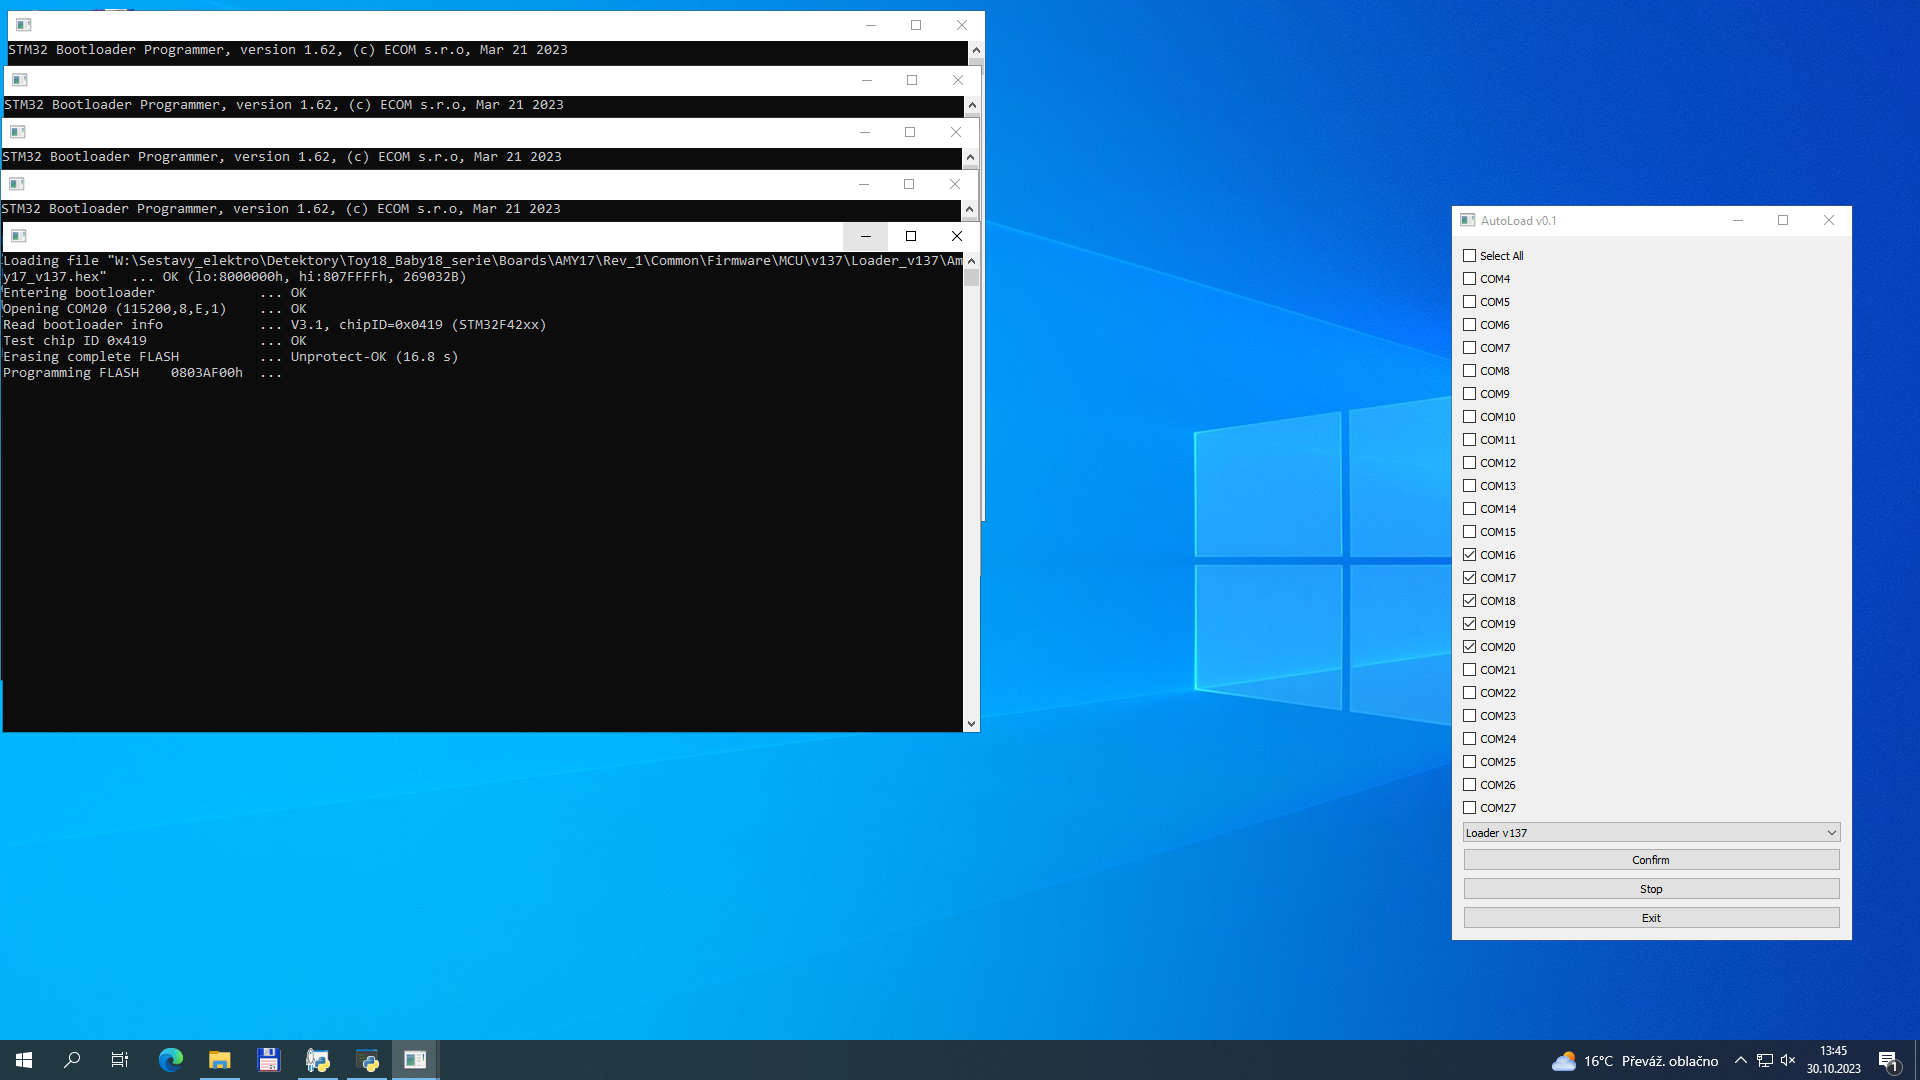 STM32 Bootloader Programmer, version 1.62, (c) ECOM s.r.o, Mar 21 2023
STM32 Bootloader Programmer, version 1.62, (c) ECOM s.r.o, Mar 21 2023
STM32 Bootloader Programmer, version 1.62, (c) ECOM s.r.o, Mar 21 2023
STM32 Bootloader Programmer, version 1.62, (c) ECOM s.r.o, Mar 21 2023
Loading file "W:\Sestavy_elektro\Detektory\Toy18_Baby18_serie\Boards\AMY17\Rev_1\Common\Firmware\MCU\v137\Loader_v137\Am
y17_v137.hex"   ... OK (lo:8000000h, hi:807FFFFh, 269032B)
Entering bootloader             ... OK
Opening COM20 (115200,8,E,1)    ... OK
Read bootloader info            ... V3.1, chipID=0x0419 (STM32F42xx)
Test chip ID 0x419              ... OK
Erasing complete FLASH          ... Unprotect-OK (16.8 s)
Programming FLASH    0803AF00h  ...
AutoLoad v0.1
Select All
COM4
COM5
COM6
COM7
COM8
COM9
COM10
COM11
COM12
COM13
COM14
COM15
COM16
COM17
COM18
COM19
COM20
COM21
COM22
COM23
COM24
COM25
COM26
COM27
Loader v137
Confirm
Stop
Exit
16°C Převáž. oblačno
13:45
30.10.2023
1